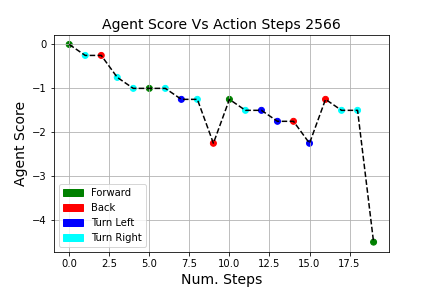 Agent Score Vs Action Steps 2566
0
−1
−2
−3
−4
Agent Score
Forward
Back
Turn Left
Turn Right
0.0 2.5 5.0 7.5 10.0 12.5 15.0 17.5
Num. Steps